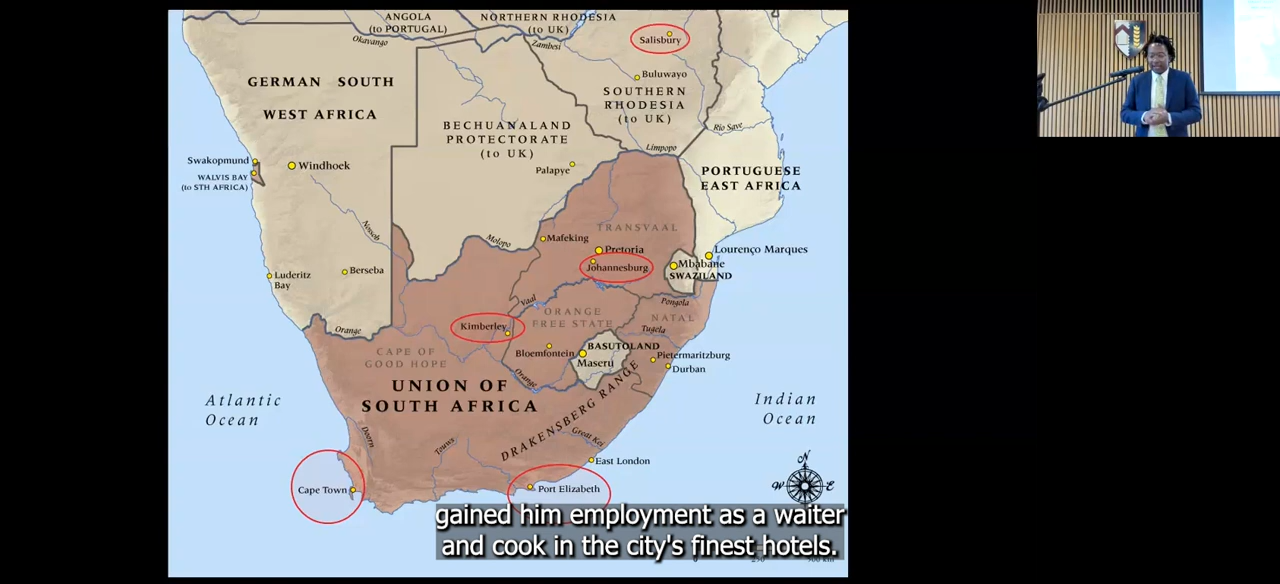 ANGOLA
(to PORTUGAL)
NORTHERN RHODESIA
(to UK)
Okavango
Zambesi
Salisbury
Buluwayo
GERMAN SOUTH
WEST AFRICA
SOUTHERN
RHODESIA
(to UK)
BECHUANALAND
PROTECTORATE
(to UK)
Rio Save
Limpopo
Swakopmund
WALVIS BAY
(to STH AFRICA)
Windhoek
Palapye
PORTUGUESE
EAST AFRICA
Nossob
Molopo
TRANSVAAL
Mafeking
Pretoria
Johannesburg
Lourenço Marques
Mbabane
SWAZILAND
Luderitz
Bay
Berseba
Vaal
Pongola
ORANGE
FREE STATE
NATAL
Kimberley
Orange
Tugela
BASUTOLAND
Bloemfontein
Maseru
Pietermaritzburg
Durban
CAPE OF
GOOD HOPE
Orange
UNION OF
SOUTH AFRICA
DRAKENSBERG RANGE
Atlantic
Ocean
Indian
Ocean
Doorn
Touws
Great Kei
East London
N
W E
Cape Town
Port Elizabeth
gained him employment as a waiter
and cook in the city's finest hotels.
0